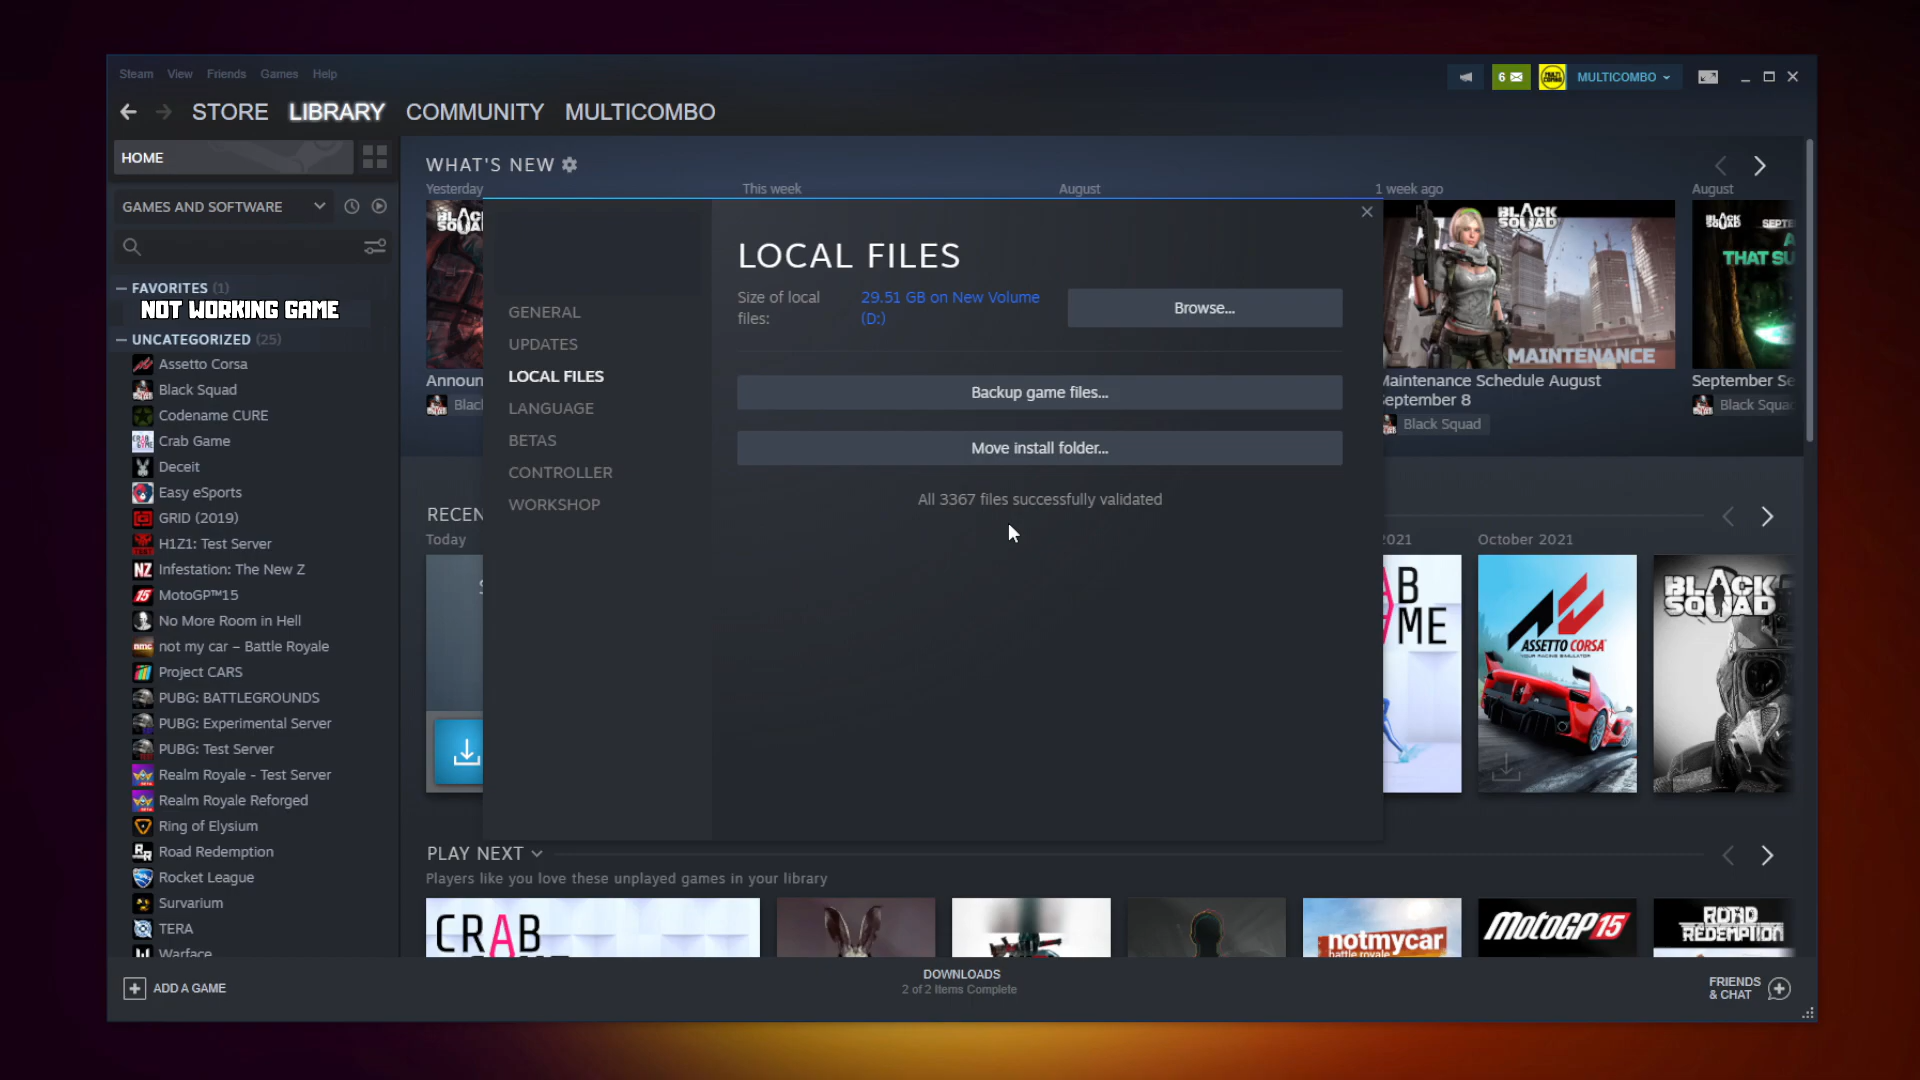 Steam View Friends Games Help
6
MULTICOMBO
STORE LIBRARY COMMUNITY MULTICOMBO
HOME
GAMES AND SOFTWARE
FAVORITES (1)
NOT WORKING GAME
UNCATEGORIZED (25)
Assetto Corsa
Black Squad
Codename CURE
Crab Game
Deceit
Easy eSports
GRID (2019)
H1Z1: Test Server
Infestation: The New Z
MotoGP™15
No More Room in Hell
not my car – Battle Royale
Project CARS
PUBG: BATTLEGROUNDS
PUBG: Experimental Server
PUBG: Test Server
Realm Royale - Test Server
Realm Royale Reforged
Ring of Elysium
Road Redemption
Rocket League
Survarium
TERA
Warface
ADD A GAME
WHAT'S NEW
Yesterday
This week
August
1 week ago
August
BLACK SQUAD
MAINTENANCE
BLACK SQUAD
SEPTE
THAT SU
Announ
Black
Maintenance Schedule August
September 8
Black Squad
September Se
Black Squad
GENERAL
UPDATES
LOCAL FILES
LANGUAGE
BETAS
CONTROLLER
WORKSHOP
LOCAL FILES
Size of local
files:
29.51 GB on New Volume
(D:)
Browse...
Backup game files...
Move install folder...
All 3367 files successfully validated
RECEN
Today
2021
October 2021
AB
AME
ASSETTO CORSA
YOUR RACING SIMULATOR
BLACK
SQUAD
PLAY NEXT
Players like you love these unplayed games in your library
CRAB
notmycar
battle royale
MotoGP 15
ROAD
REDEMPTION
DOWNLOADS
2 of 2 Items Complete
FRIENDS
& CHAT